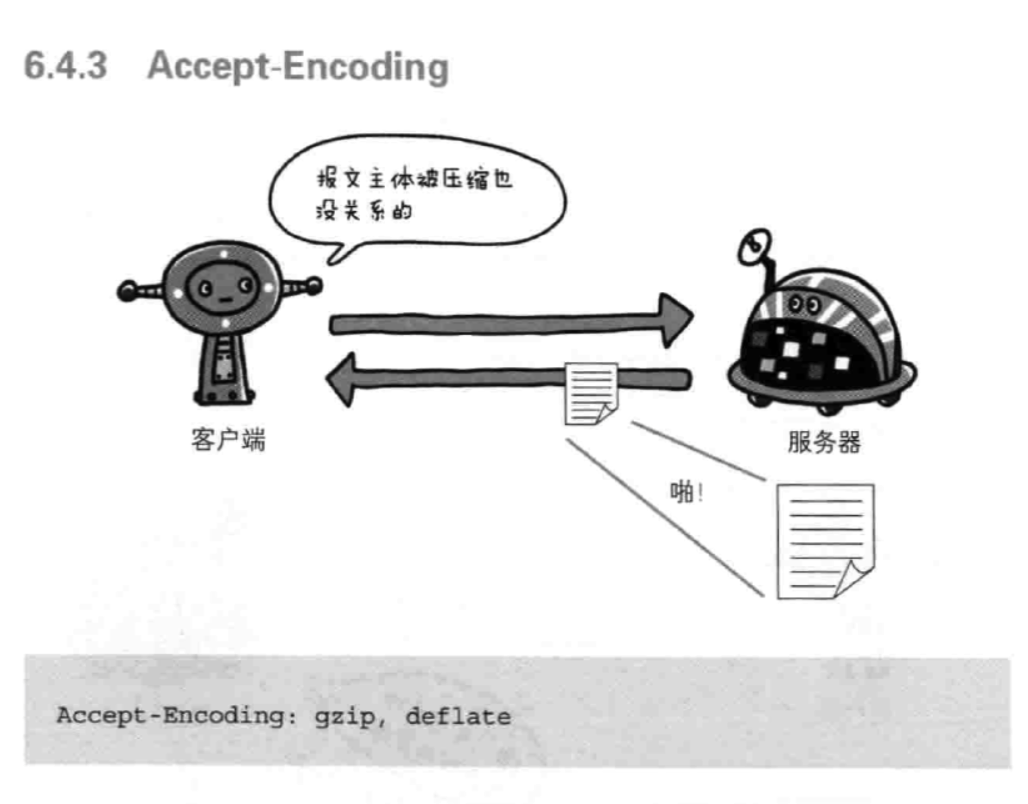 6.4.3 Accept-Encoding
报文主体被压缩也
没关系的
客户端
服务器
啪！
Accept-Encoding: gzip, deflate